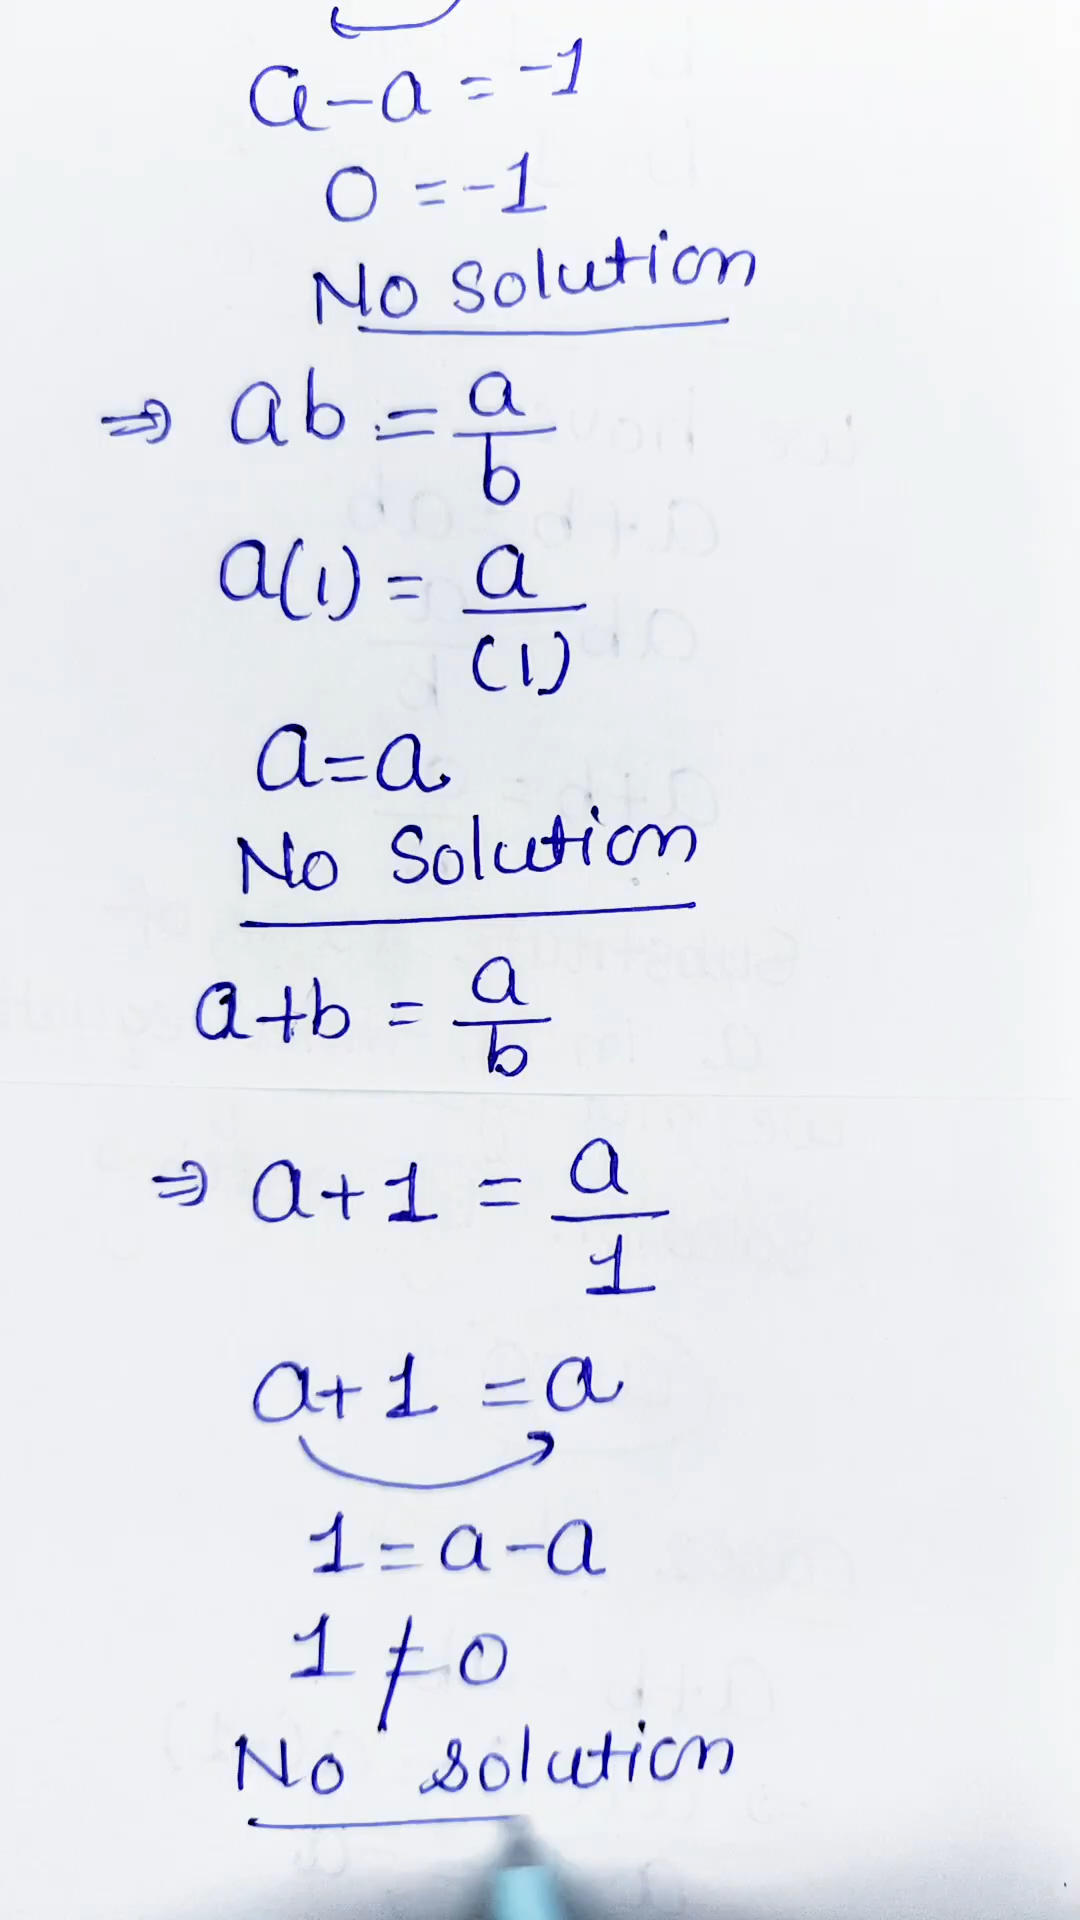 a-a = -1
0 = -1
No solution
⇒ ab = a/b
a(1) = a/(1)
a=a
No Solution
a+b = a/b
⇒ a+1 = a/1
a+1 = a
1=a-a
1 ≠ 0
No solution